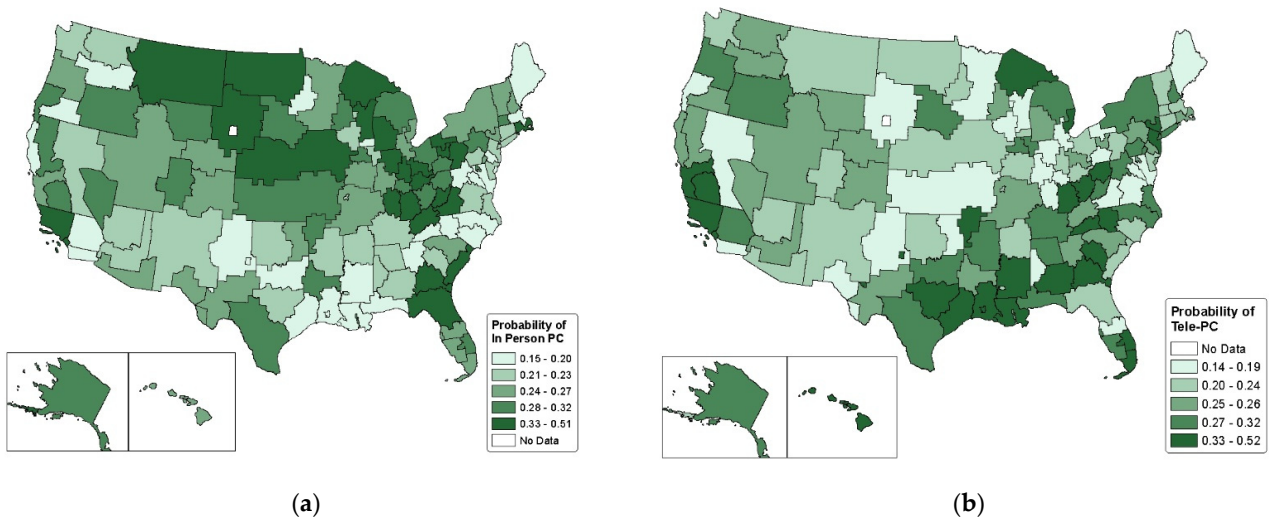 Probability of
In Person PC
0.15 - 0.20
0.21 - 0.23
0.24 - 0.27
0.28 - 0.32
0.33 - 0.51
No Data
(a)
Probability of
Tele-PC
No Data
0.14 - 0.19
0.20 - 0.24
0.25 - 0.26
0.27 - 0.32
0.33 - 0.52
(b)